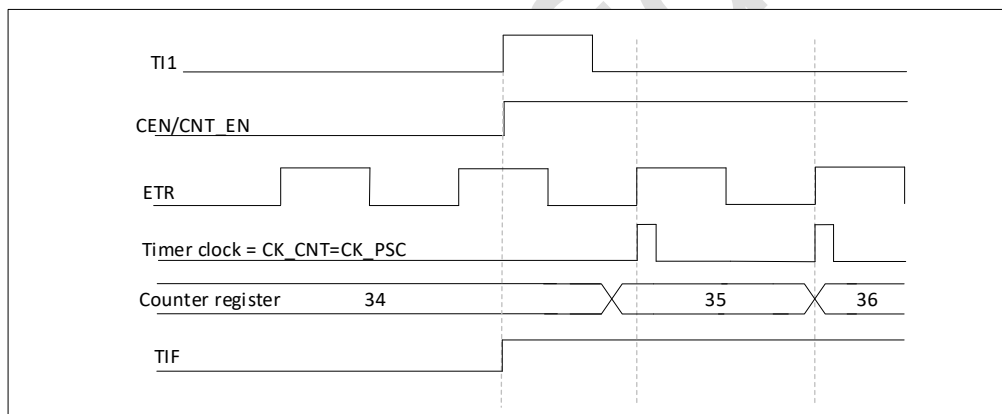 TI1
CEN/CNT_EN
ETR
Timer clock = CK_CNT=CK_PSC
Counter register 34 35 36
TIF